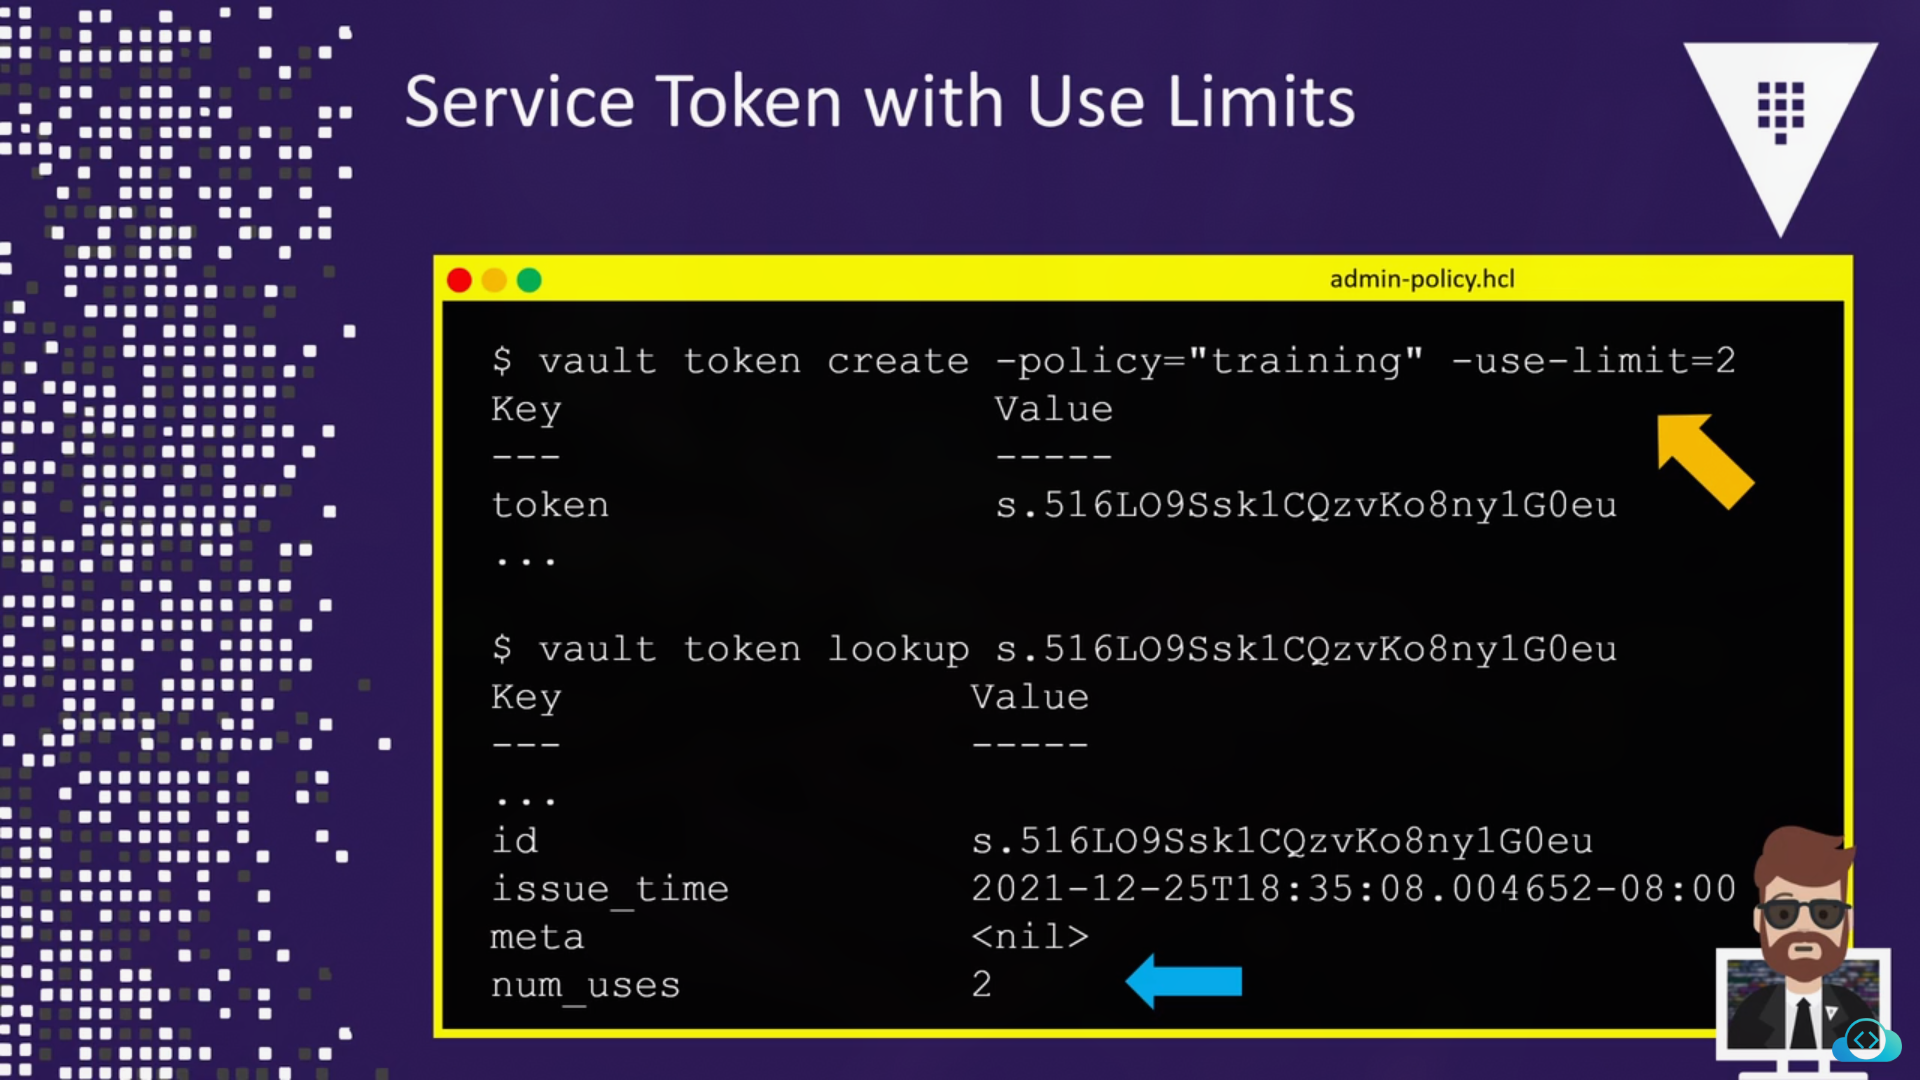 Service Token with Use Limits
admin-policy.hcl
$ vault token create -policy="training" -use-limit=2
Key Value
--- -----
token s.516LO9Ssk1CQzvKo8ny1G0eu
...
$ vault token lookup s.516LO9Ssk1CQzvKo8ny1G0eu
Key Value
--- -----
...
id s.516LO9Ssk1CQzvKo8ny1G0eu
issue_time 2021-12-25T18:35:08.004652-08:00
meta <nil>
num_uses 2